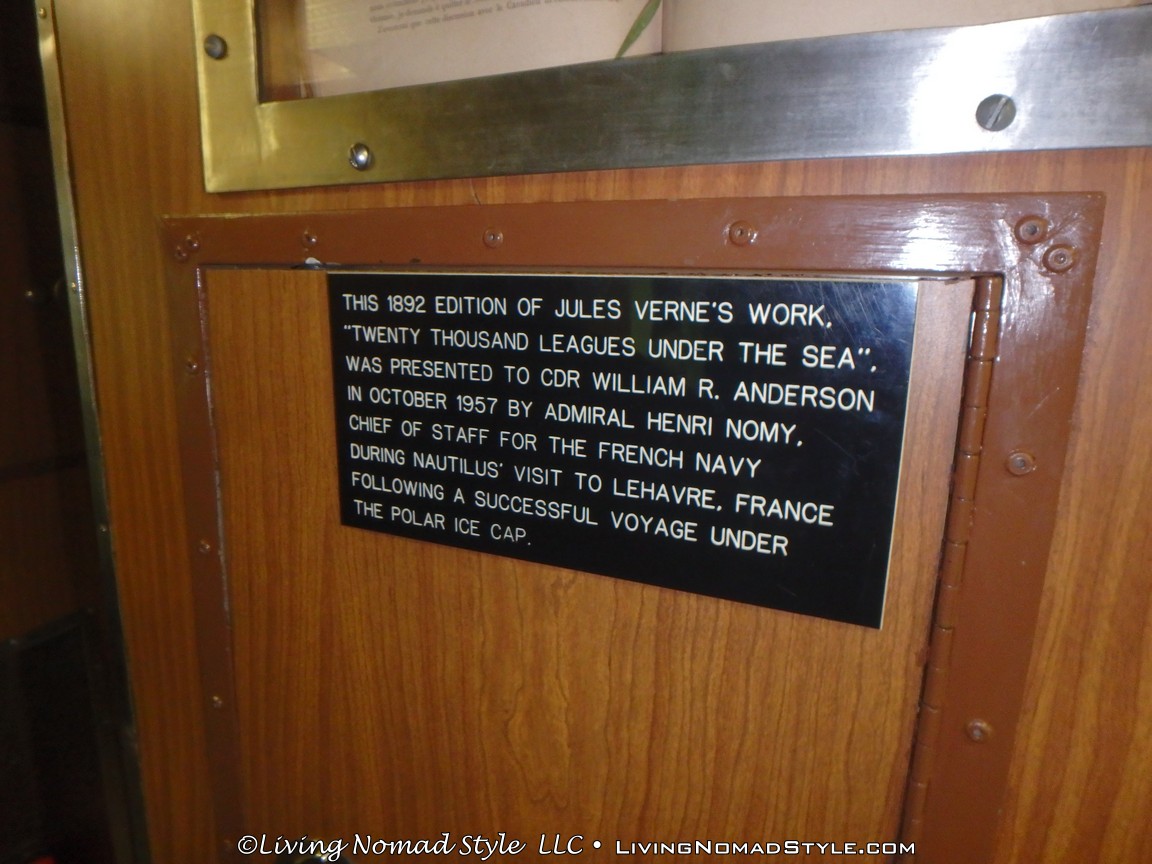 THIS 1892 EDITION OF JULES VERNE'S WORK,
"TWENTY THOUSAND LEAGUES UNDER THE SEA",
WAS PRESENTED TO CDR WILLIAM R. ANDERSON
IN OCTOBER 1957 BY ADMIRAL HENRI NOMY,
CHIEF OF STAFF FOR THE FRENCH NAVY
DURING NAUTILUS' VISIT TO LEHAVRE, FRANCE
FOLLOWING A SUCCESSFUL VOYAGE UNDER
THE POLAR ICE CAP.
©Living Nomad Style LLC • LivingNomadStyle.com